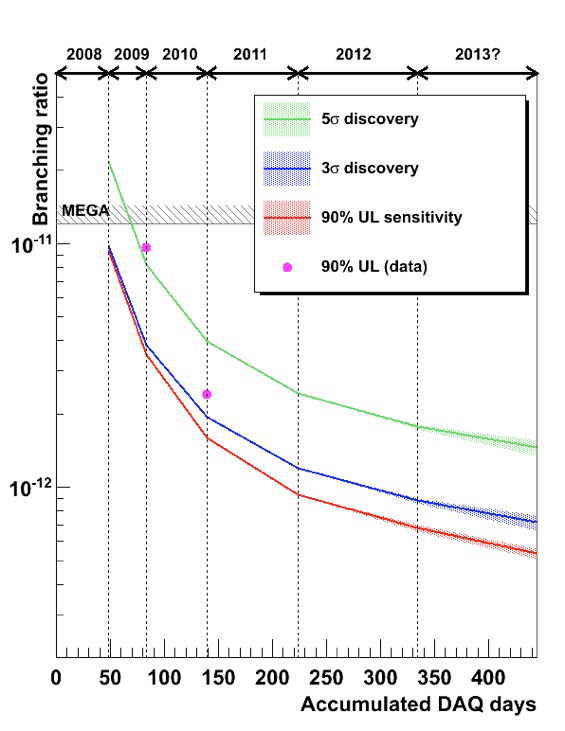 2008 2009 2010 2011 2012 2013?
Branching ratio
5σ discovery
3σ discovery
90% UL sensitivity
90% UL (data)
MEGA
10-11
10-12
0 50 100 150 200 250 300 350 400
Accumulated DAQ days